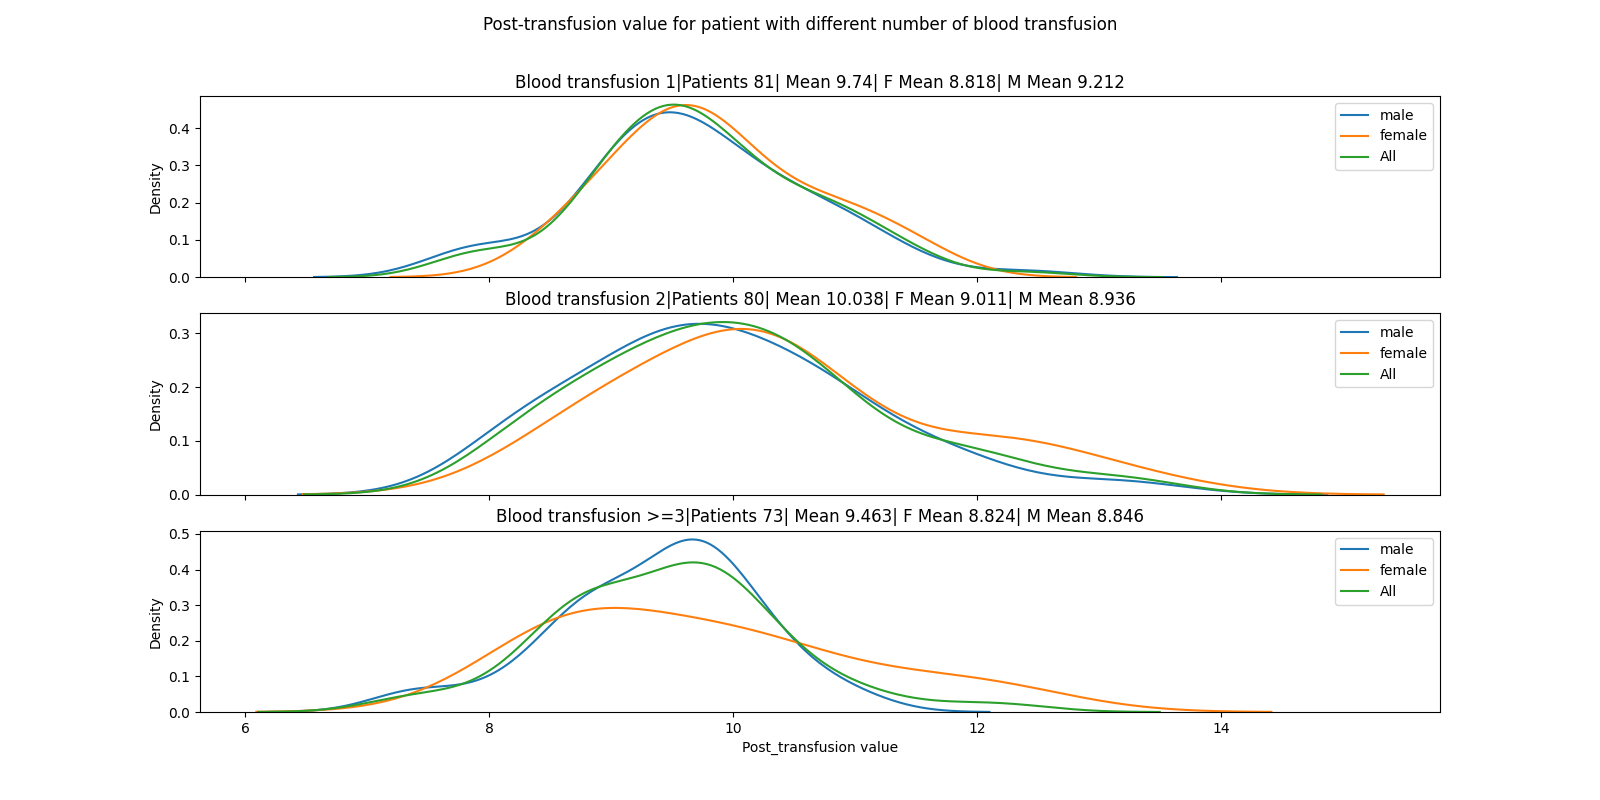 Post-transfusion value for patient with different number of blood transfusion
Blood transfusion 1|Patients 81| Mean 9.74| F Mean 8.818| M Mean 9.212
Density
0.4
0.3
0.2
0.1
0.0
male
female
All
Blood transfusion 2|Patients 80| Mean 10.038| F Mean 9.011| M Mean 8.936
Density
0.3
0.2
0.1
0.0
male
female
All
Blood transfusion >=3|Patients 73| Mean 9.463| F Mean 8.824| M Mean 8.846
Density
0.5
0.4
0.3
0.2
0.1
0.0
male
female
All
6 8 10 12 14
Post_transfusion value